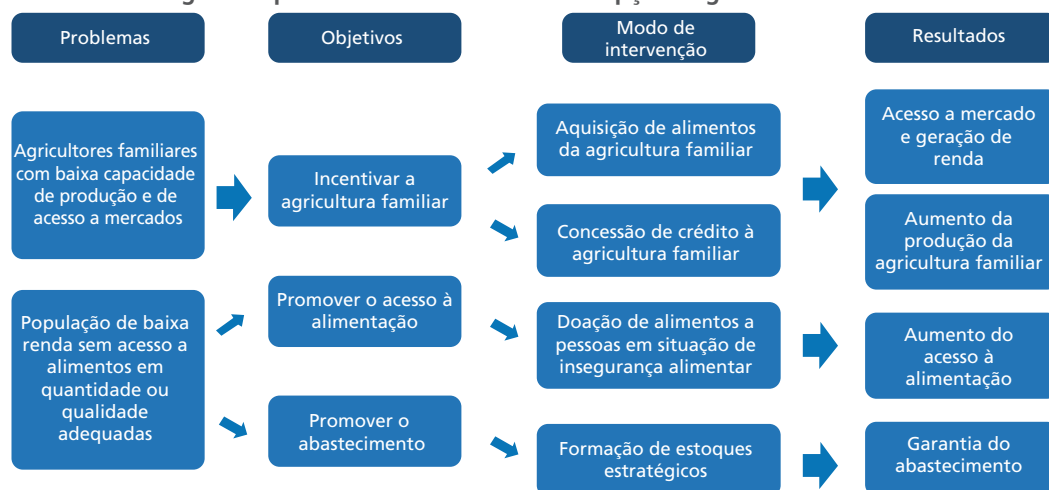 Problemas
Objetivos
Modo de
intervenção
Resultados
Agricultores familiares
com baixa capacidade
de produção e de
acesso a mercados
Incentivar a
agricultura familiar
Aquisição de alimentos
da agricultura familiar
Concessão de crédito à
agricultura familiar
Acesso a mercado
e geração de
renda
Aumento da
produção da
agricultura familiar
População de baixa
renda sem acesso a
alimentos em
quantidade ou
qualidade
adequadas
Promover o acesso à
alimentação
Doação de alimentos a
pessoas em situação de
insegurança alimentar
Aumento do
acesso à
alimentação
Promover o
abastecimento
Formação de estoques
estratégicos
Garantia do
abastecimento